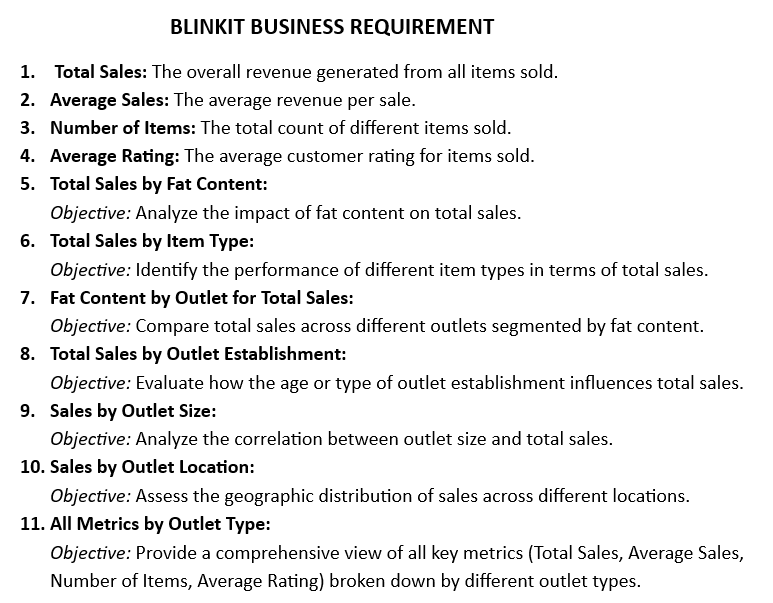 BLINKIT BUSINESS REQUIREMENT
1. Total Sales: The overall revenue generated from all items sold.
2. Average Sales: The average revenue per sale.
3. Number of Items: The total count of different items sold.
4. Average Rating: The average customer rating for items sold.
5. Total Sales by Fat Content:
Objective: Analyze the impact of fat content on total sales.
6. Total Sales by Item Type:
Objective: Identify the performance of different item types in terms of total sales.
7. Fat Content by Outlet for Total Sales:
Objective: Compare total sales across different outlets segmented by fat content.
8. Total Sales by Outlet Establishment:
Objective: Evaluate how the age or type of outlet establishment influences total sales.
9. Sales by Outlet Size:
Objective: Analyze the correlation between outlet size and total sales.
10. Sales by Outlet Location:
Objective: Assess the geographic distribution of sales across different locations.
11. All Metrics by Outlet Type:
Objective: Provide a comprehensive view of all key metrics (Total Sales, Average Sales,
Number of Items, Average Rating) broken down by different outlet types.